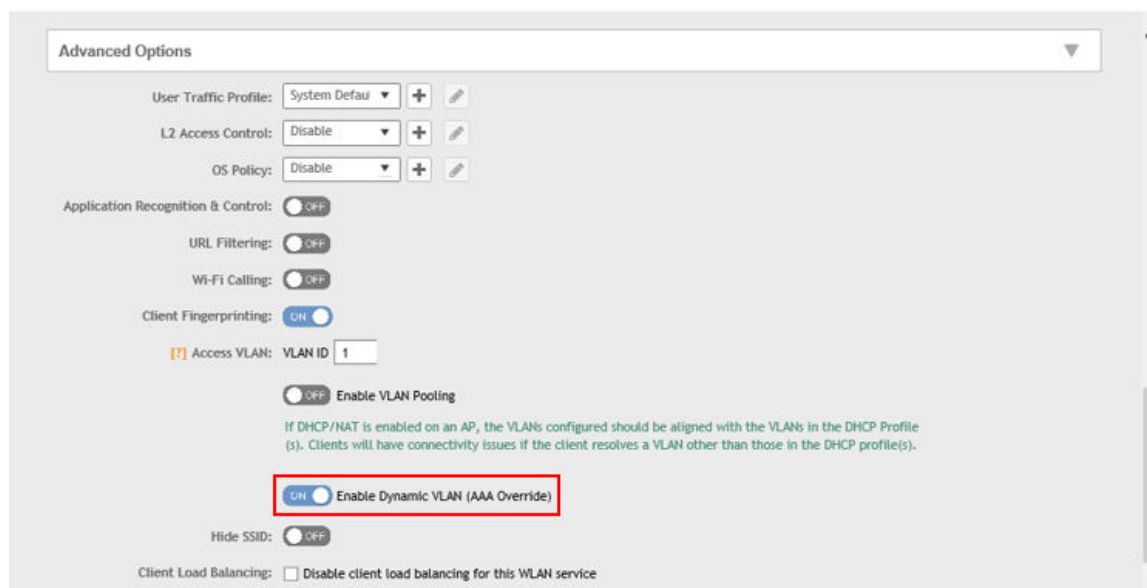 Advanced Options
User Traffic Profile: System Defau
L2 Access Control: Disable
OS Policy: Disable
Application Recognition & Control: OFF
URL Filtering: OFF
Wi-Fi Calling: OFF
Client Fingerprinting: ON
[?] Access VLAN: VLAN ID 1
OFF Enable VLAN Pooling
If DHCP/NAT is enabled on an AP, the VLANs configured should be aligned with the VLANs in the DHCP Profile
(s). Clients will have connectivity issues if the client resolves a VLAN other than those in the DHCP profile(s).
ON Enable Dynamic VLAN (AAA Override)
Hide SSID: OFF
Client Load Balancing: Disable client load balancing for this WLAN service